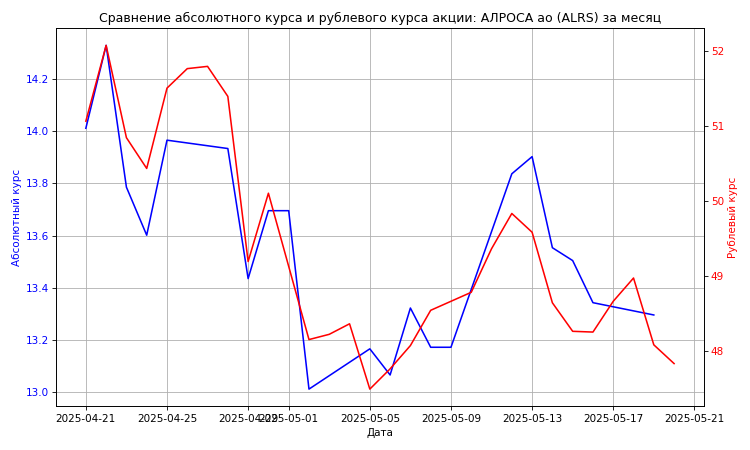 Сравнение абсолютного курса и рублевого курса акции: АЛРОСА ао (ALRS) за месяц
Абсолютный курс
14.2
14.0
13.8
13.6
13.4
13.2
13.0
52
51
50
49
48
Рублевый курс
2025-04-21 2025-04-25 2025-04-29 2025-05-01 2025-05-05 2025-05-09 2025-05-13 2025-05-17 2025-05-21
Дата